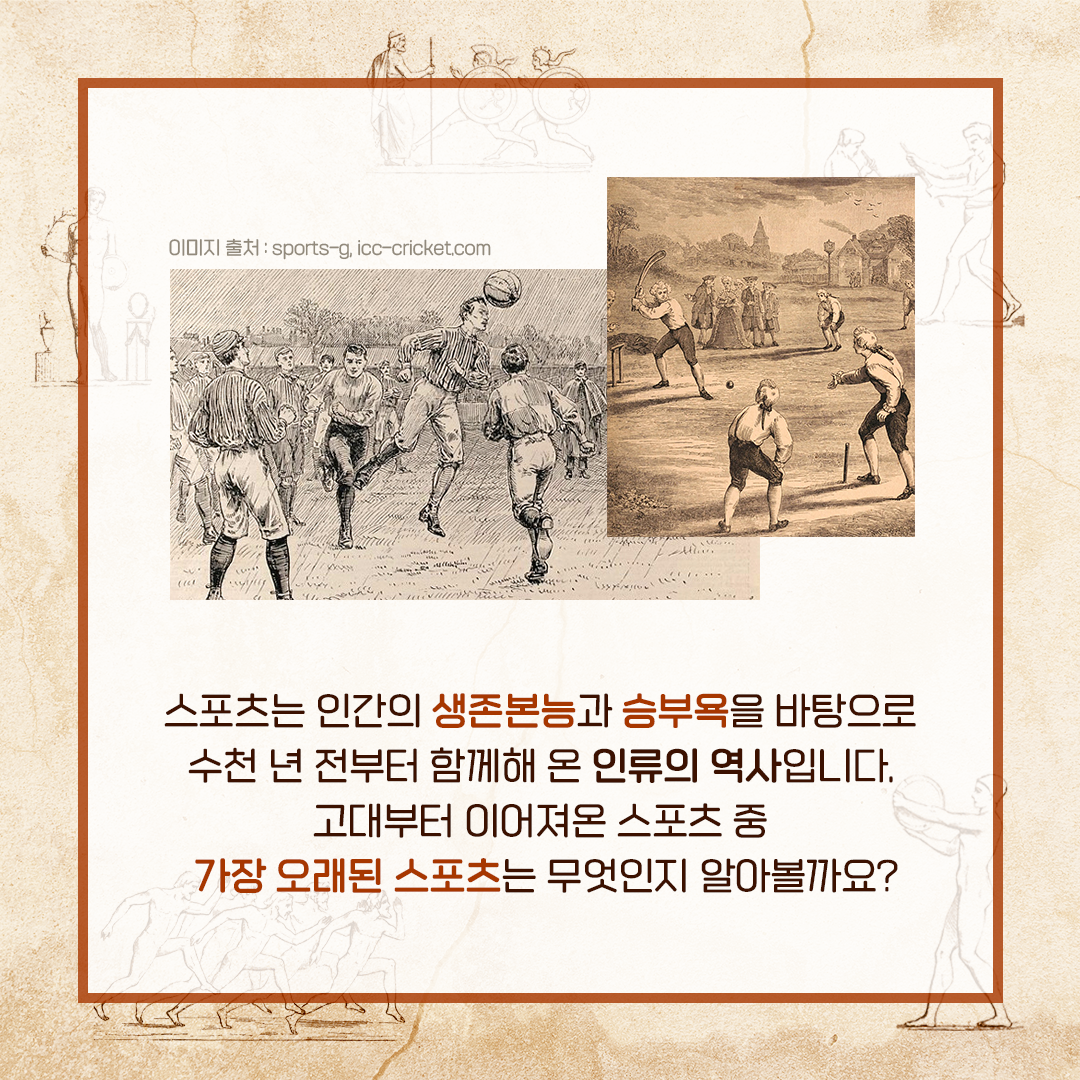 이미지 출처 : sports-g, icc-cricket.com
스포츠는 인간의 생존본능과 승부욕을 바탕으로
수천 년 전부터 함께해 온 인류의 역사입니다.
고대부터 이어져온 스포츠 중
가장 오래된 스포츠는 무엇인지 알아볼까요?